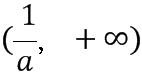 (1/a, +∞)